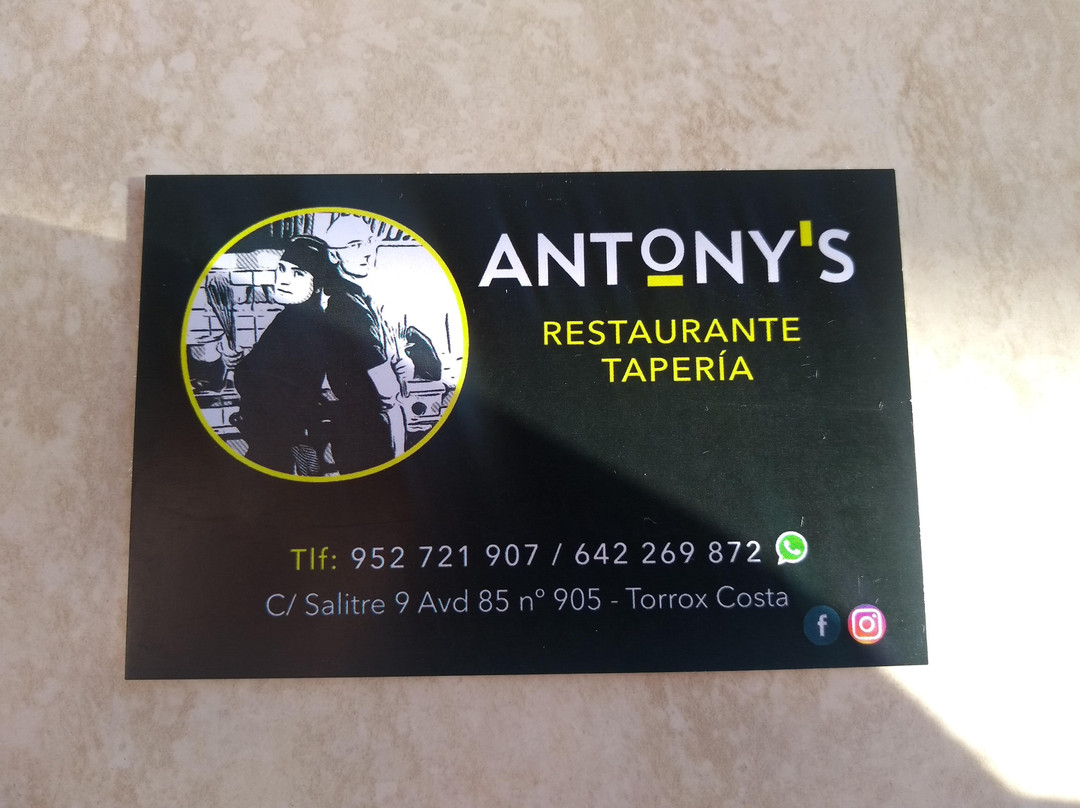 ANTONY'S
RESTAURANTE
TAPERÍA
Tlf: 952 721 907 / 642 269 872
C/ Salitre 9 Avd 85 nº 905 - Torrox Costa